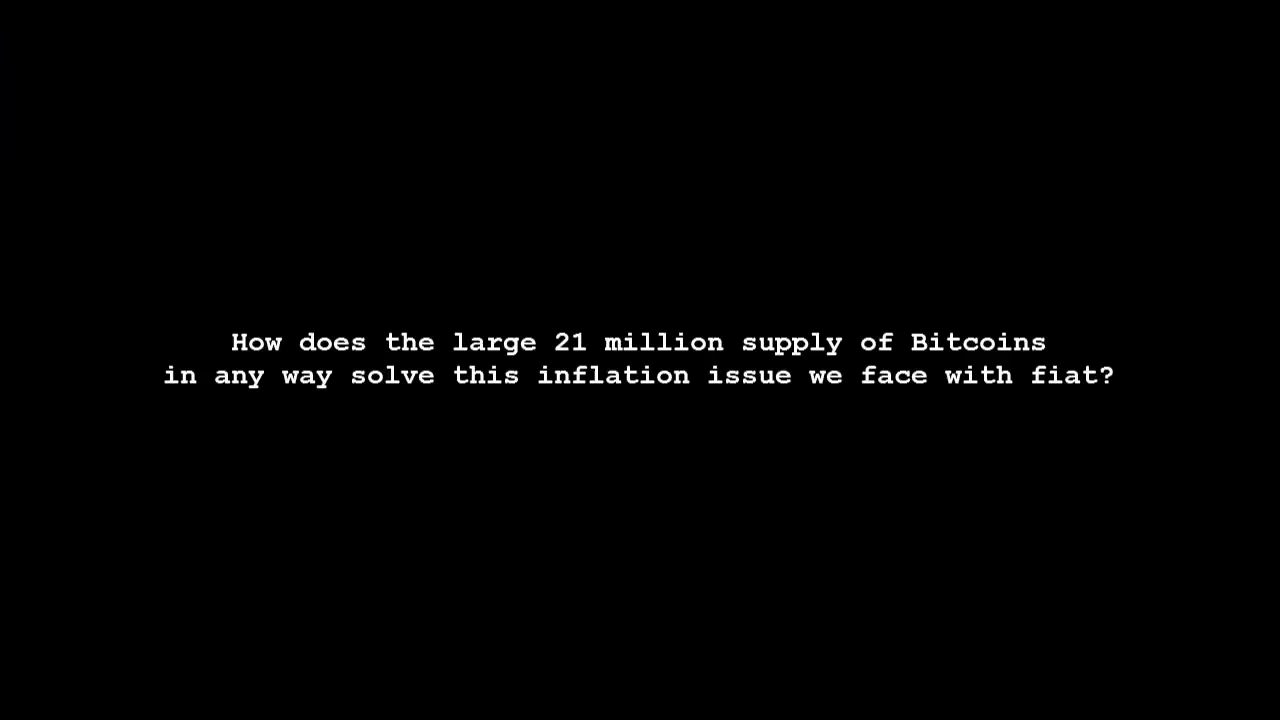 How does the large 21 million supply of Bitcoins
in any way solve this inflation issue we face with fiat?